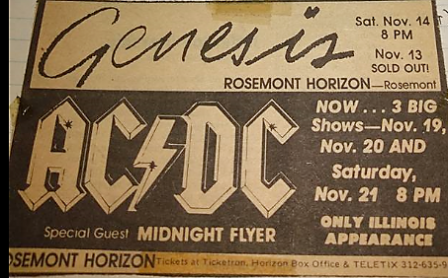 Genesis
Sat. Nov. 14
8 PM
Nov. 13
SOLD OUT!
ROSEMONT HORIZON—Rosemont
AC DC
NOW . . . 3 BIG
Shows—Nov. 19,
Nov. 20 AND
Saturday,
Nov. 21 8 PM
ONLY ILLINOIS
APPEARANCE
Special Guest MIDNIGHT FLYER
SEMONT HORIZON Tickets at Ticketron, Horizon Box Office & TELETIX 312-635-9